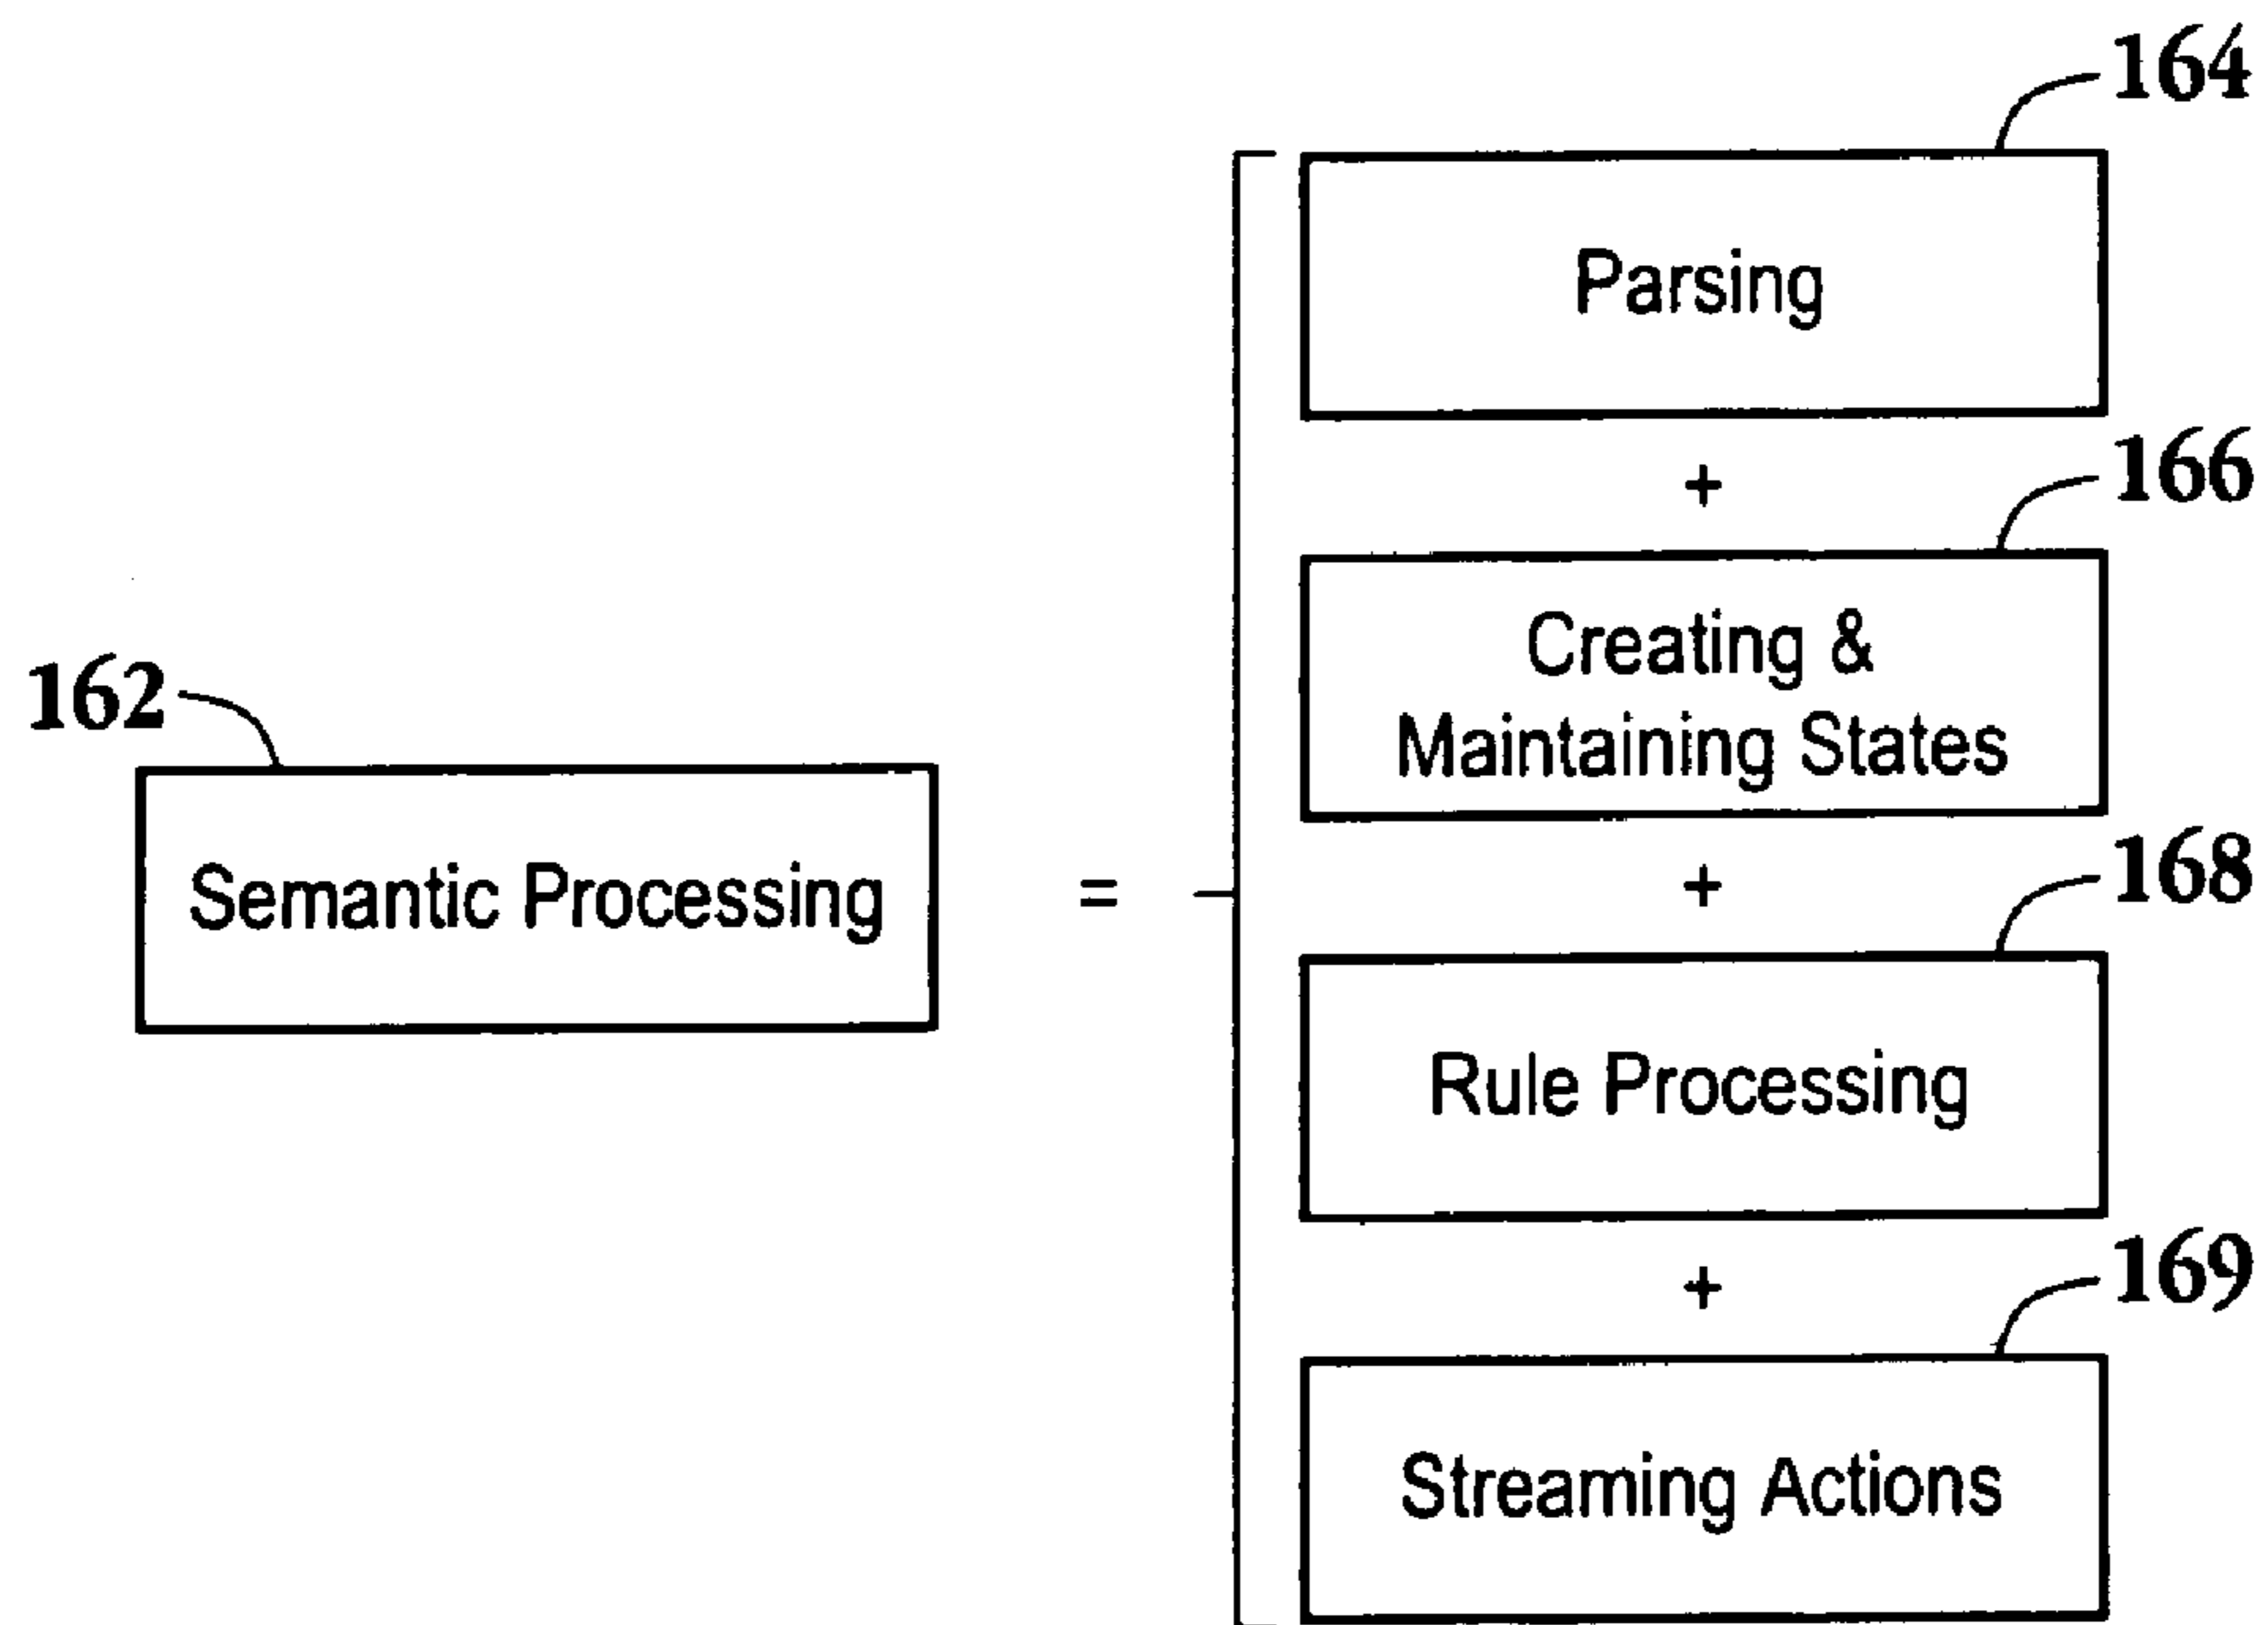 164
Parsing
+
166
Creating &
Maintaining States
162
Semantic Processing
=
+
168
Rule Processing
+
169
Streaming Actions